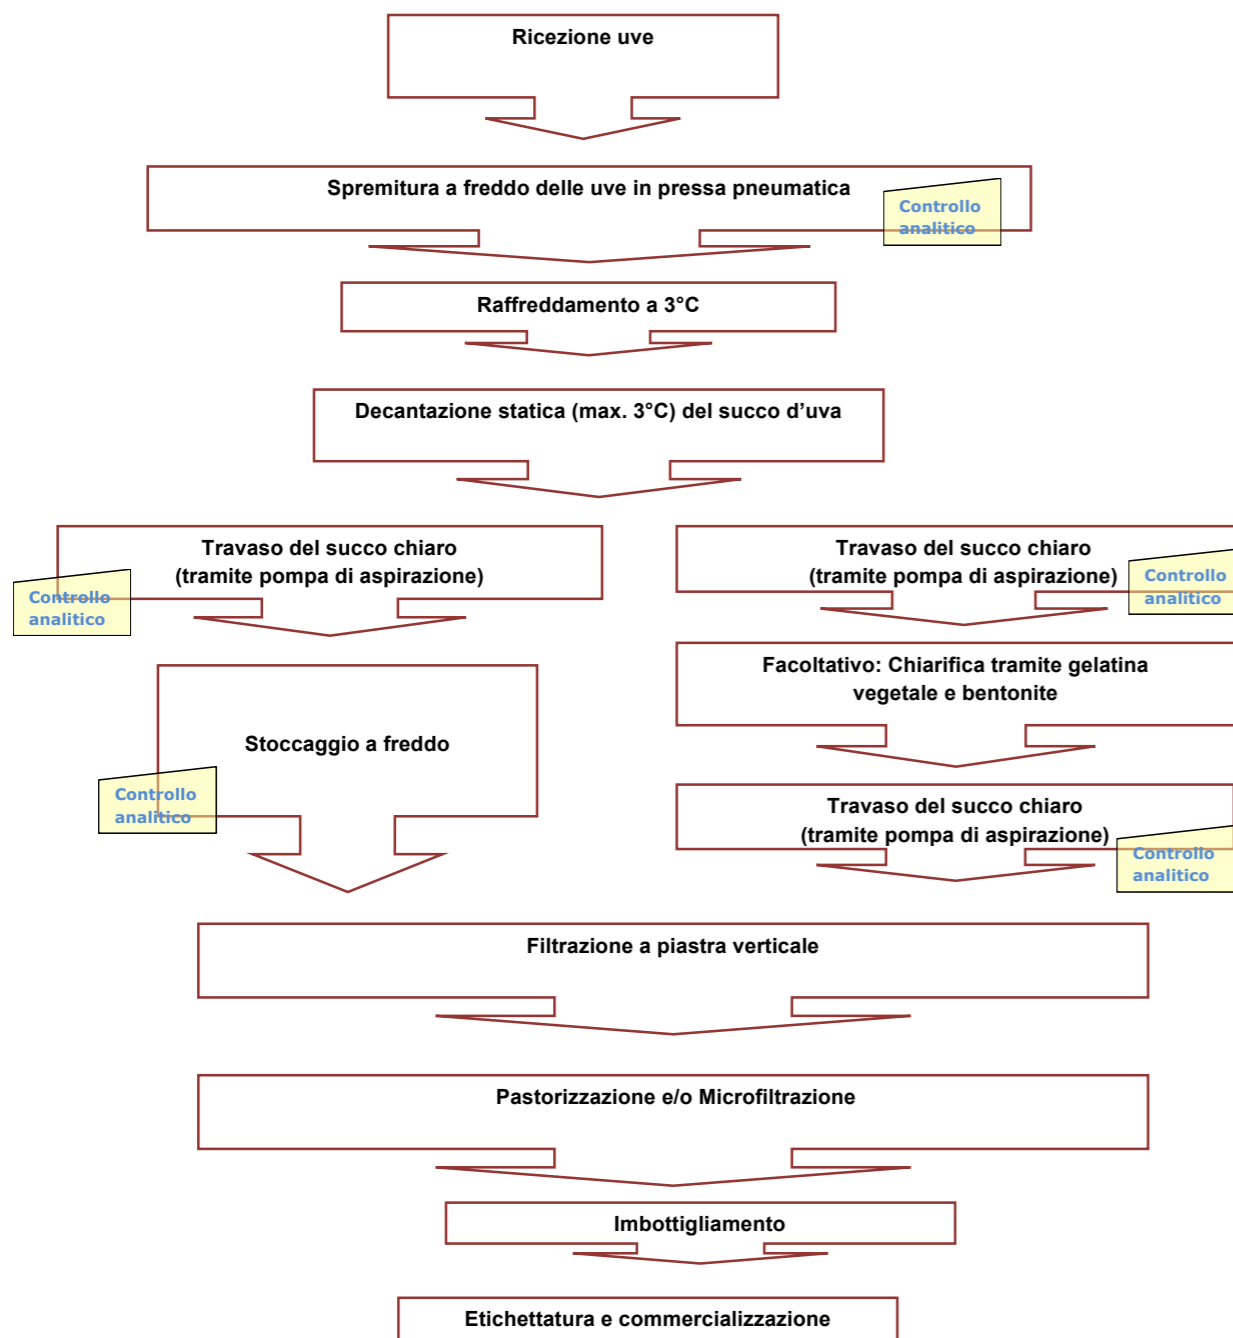 Ricezione uve
Spremitura a freddo delle uve in pressa pneumatica
Controllo
analitico
Raffreddamento a 3°C
Decantazione statica (max. 3°C) del succo d’uva
Travaso del succo chiaro
(tramite pompa di aspirazione)
Controllo
analitico
Travaso del succo chiaro
(tramite pompa di aspirazione)
Controllo
analitico
Facoltativo: Chiarifica tramite gelatina
vegetale e bentonite
Stoccaggio a freddo
Controllo
analitico
Travaso del succo chiaro
(tramite pompa di aspirazione)
Controllo
analitico
Filtrazione a piastra verticale
Pastorizzazione e/o Microfiltrazione
Imbottigliamento
Etichettatura e commercializzazione